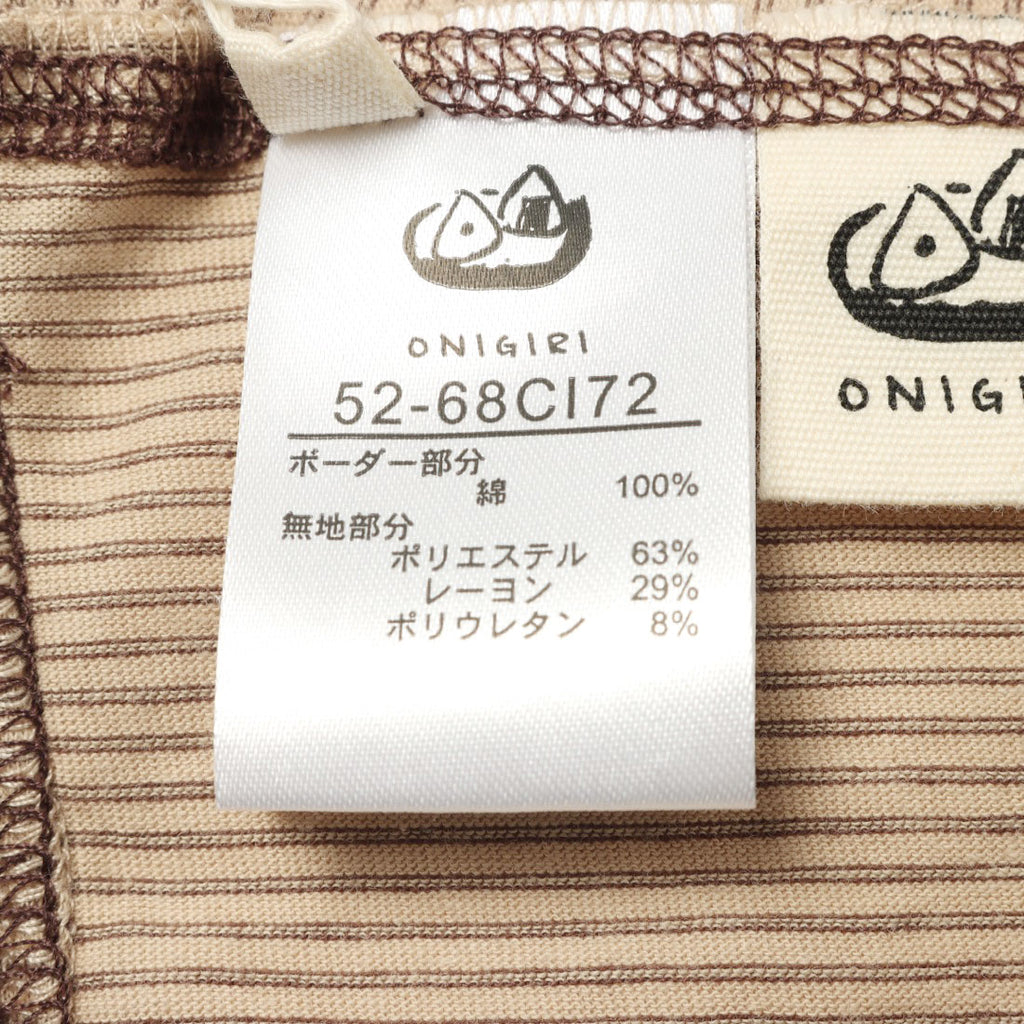 ONIGIRI
52-68CI72
ボーダー部分
綿 100%
無地部分
ポリエステル 63%
レーヨン 29%
ポリウレタン 8%
ONIG